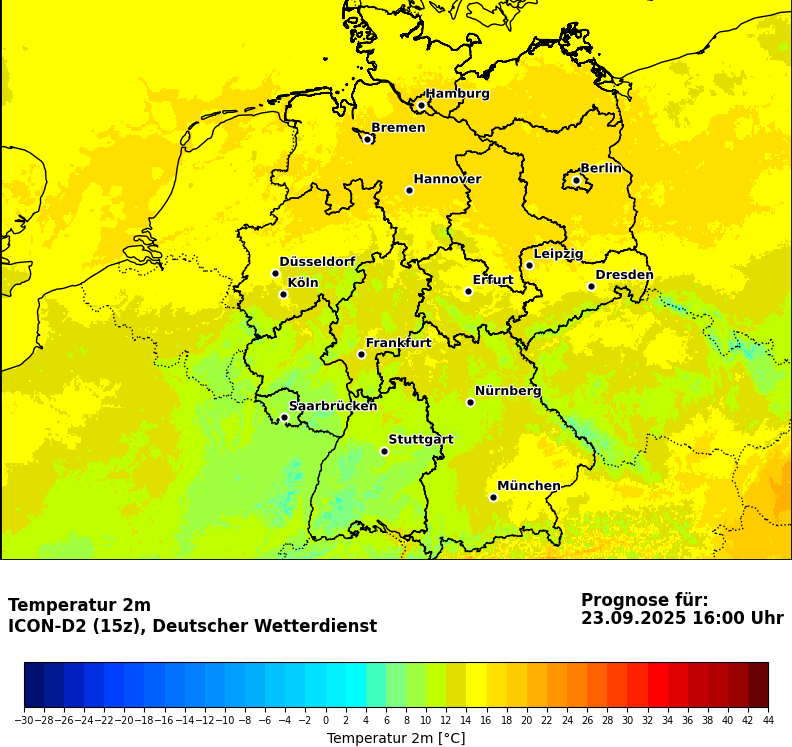 Hamburg
Bremen
Berlin
Hannover
Leipzig
Düsseldorf
Dresden
Köln
Erfurt
Frankfurt
Nürnberg
Saarbrücken
Stuttgart
München
Temperatur 2m
ICON-D2 (15z), Deutscher Wetterdienst
Prognose für:
23.09.2025 16:00 Uhr
−30 −28 −26 −24 −22 −20 −18 −16 −14 −12 −10 −8 −6 −4 −2 0 2 4 6 8 10 12 14 16 18 20 22 24 26 28 30 32 34 36 38 40 42 44
Temperatur 2m [°C]